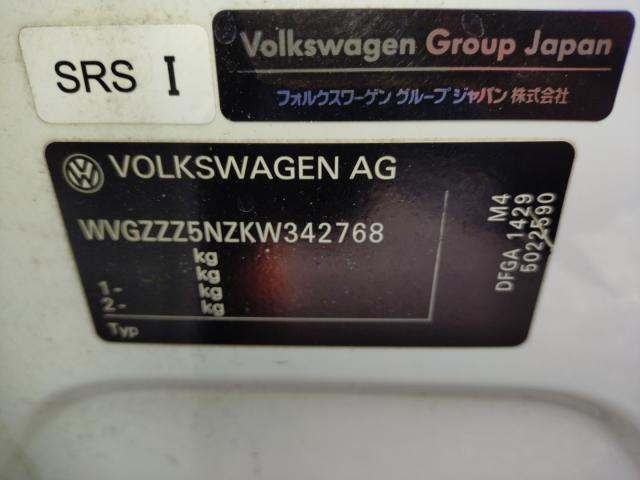 SRS I
Volkswagen Group Japan
フォルクスワーゲン グループ ジャパン 株式会社
VOLKSWAGEN AG
WVGZZZ5NZKW342768
kg
kg
1- kg
2- kg
Typ
M4
DFGA 1429
5022590